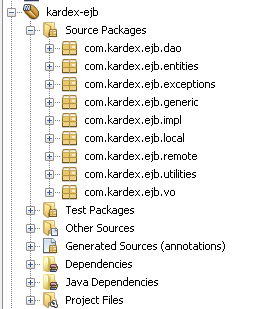 kardex-ejb
Source Packages
com.kardex.ejb.dao
com.kardex.ejb.entities
com.kardex.ejb.exceptions
com.kardex.ejb.generic
com.kardex.ejb.impl
com.kardex.ejb.local
com.kardex.ejb.remote
com.kardex.ejb.utilities
com.kardex.ejb.vo
Test Packages
Other Sources
Generated Sources (annotations)
Dependencies
Java Dependencies
Project Files